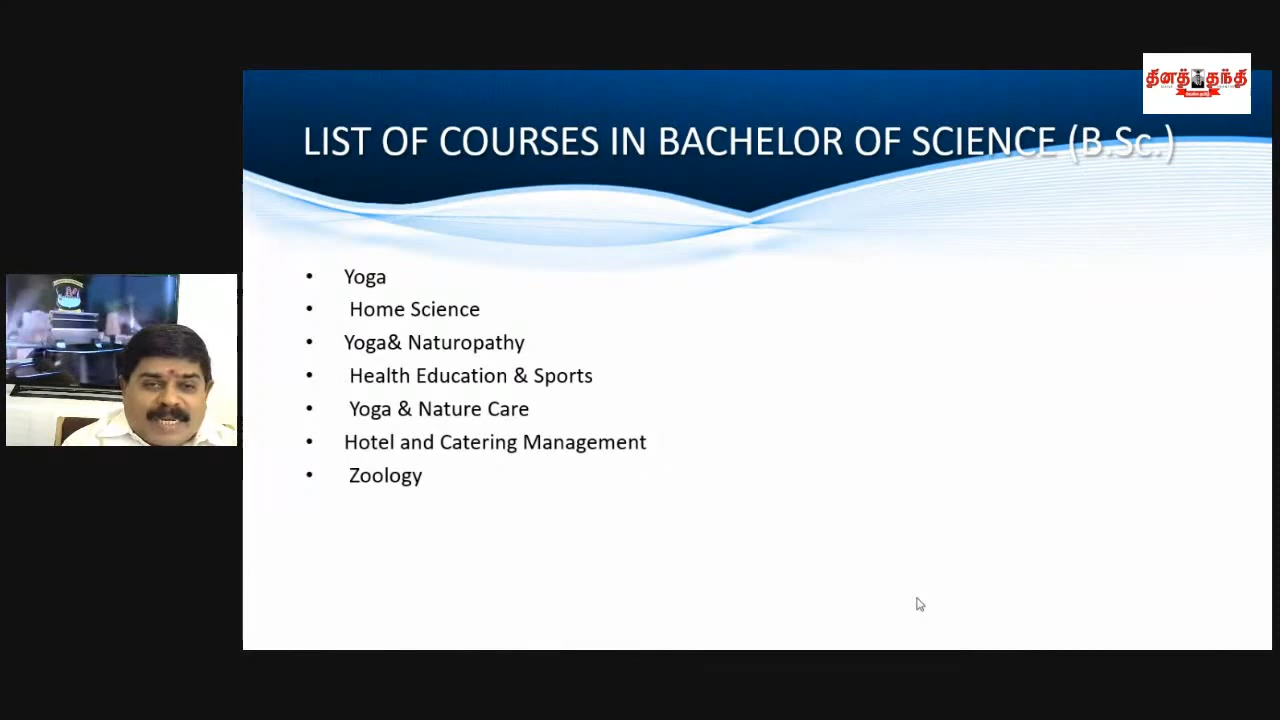 தினத்தந்தி
LIST OF COURSES IN BACHELOR OF SCIENCE (B.Sc.)
• Yoga
• Home Science
• Yoga& Naturopathy
• Health Education & Sports
• Yoga & Nature Care
• Hotel and Catering Management
• Zoology